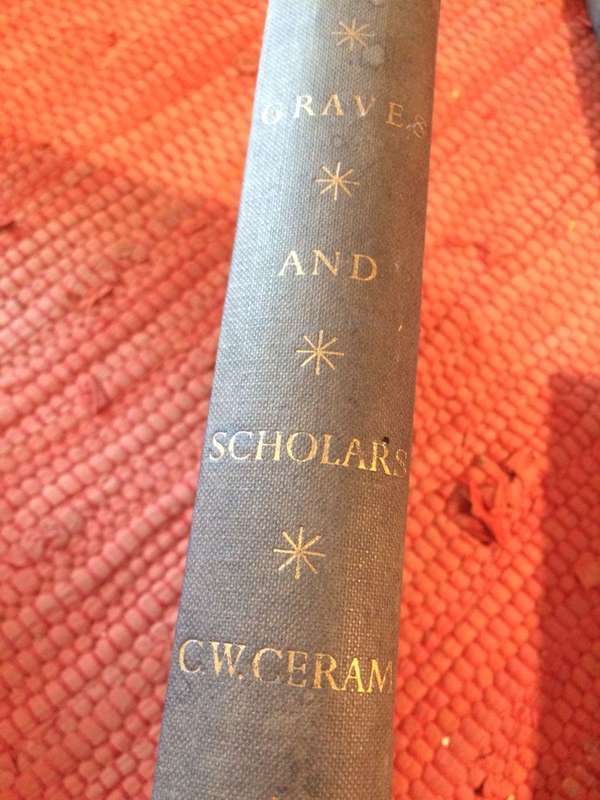 GRAVES
AND
SCHOLARS
C.W. CERAM